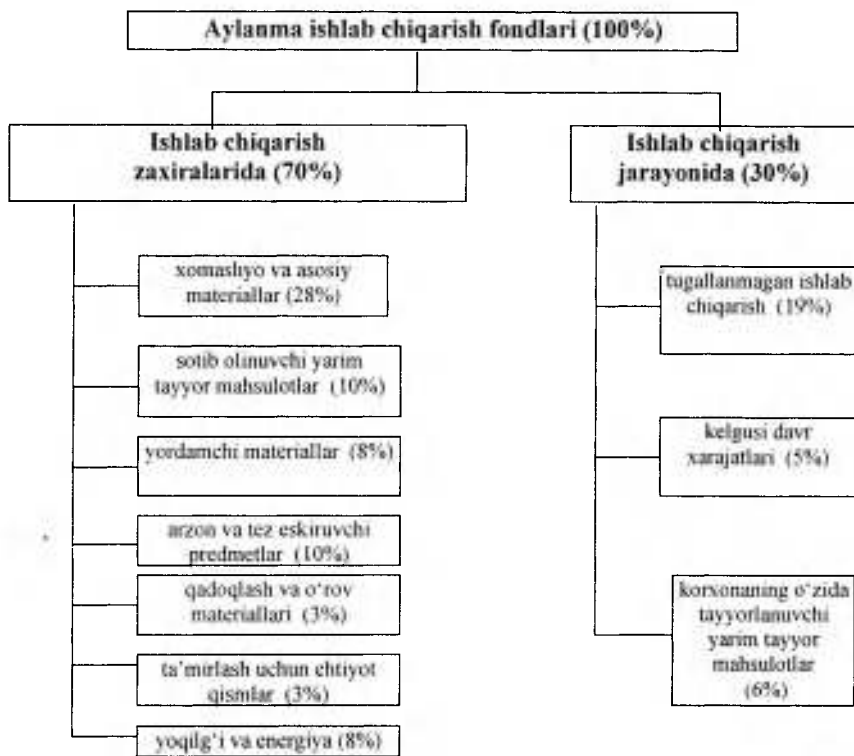 Aylanma ishlab chiqarish fondlari (100%)
Ishlab chiqarish
zaxiralarida (70%)
Ishlab chiqarish
jarayonida (30%)
xomashyo va asosiy
materiallar (28%)
sotib olinuvchi yarim
tayyor mahsulotlar (10%)
yordamchi materiallar (8%)
arzon va tez eskiruvchi
predmetlar (10%)
qadoqlash va o‘rov
materiallari (3%)
ta’mirlash uchun ehtiyot
qismlar (3%)
yoqilg‘i va energiya (8%)
tugallanmagan ishlab
chiqarish (19%)
kelgusi davr
xarajatlari (5%)
korxonaning o‘zida
tayyorlanuvchi
yarim tayyor
mahsulotlar
(6%)